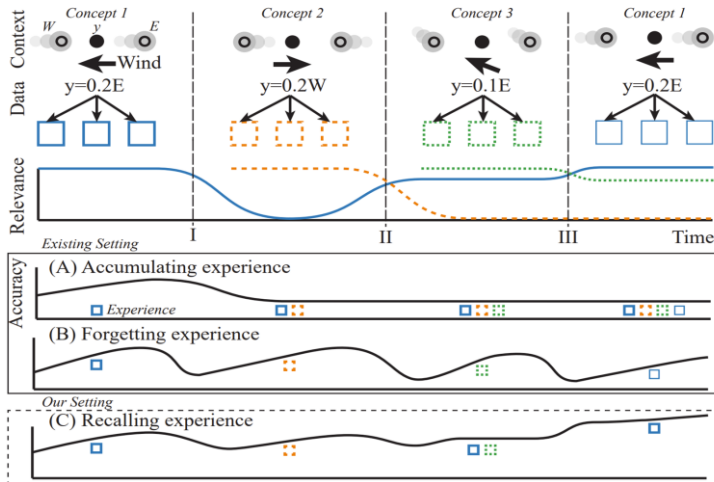 Concept 1 Concept 2 Concept 3 Concept 1
Context
W y E
Wind
Data
y=0.2E y=0.2W y=0.1E y=0.2E
Relevance
I II III Time
Existing Setting
Accuracy
(A) Accumulating experience
Experience
(B) Forgetting experience
Our Setting
(C) Recalling experience